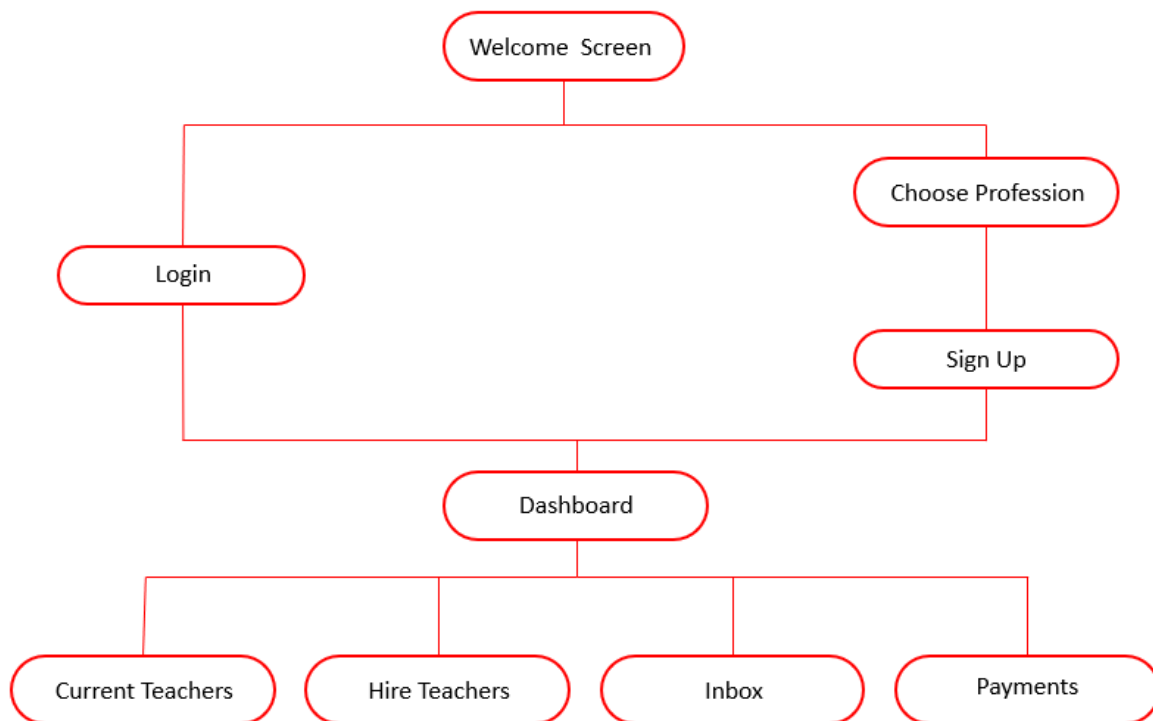 Welcome  Screen
Choose Profession
Login
Sign Up
Dashboard
Current Teachers
Hire Teachers
Inbox
Payments